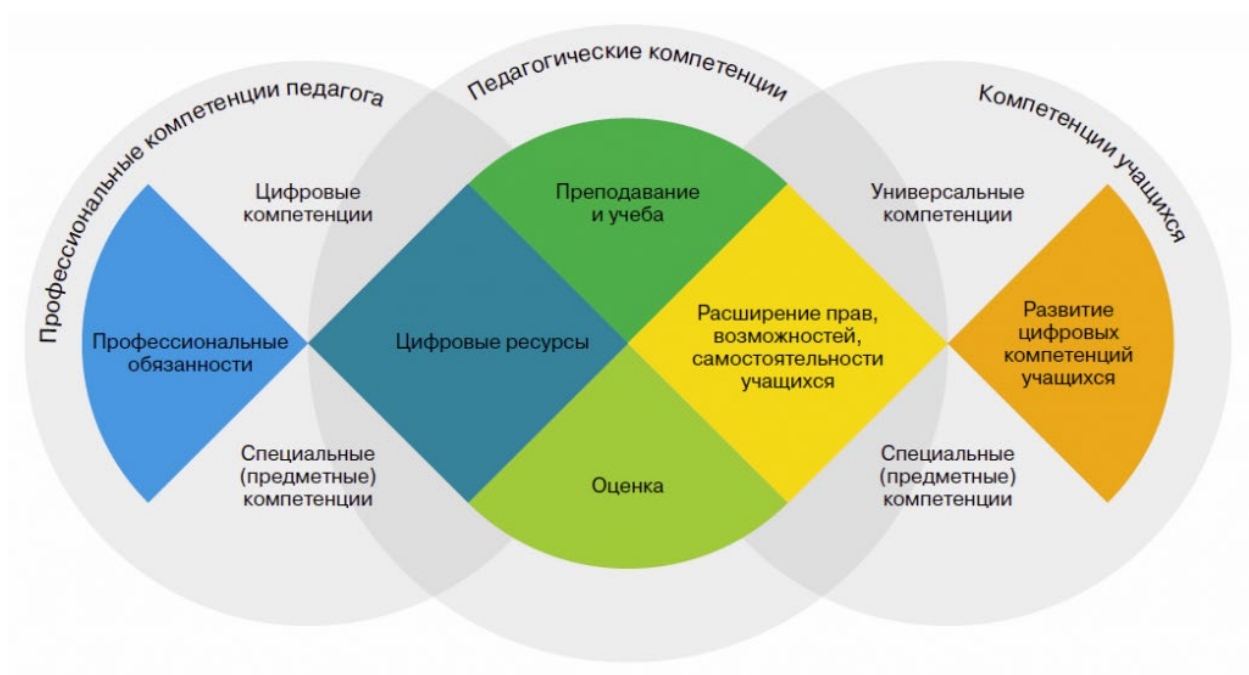 Профессиональные компетенции педагога
Педагогические компетенции
Компетенции учащихся
Цифровые
компетенции
Преподавание
и учеба
Универсальные
компетенции
Профессиональные
обязанности
Цифровые ресурсы
Расширение прав,
возможностей,
самостоятельности
учащихся
Развитие
цифровых
компетенций
учащихся
Специальные
(предметные)
компетенции
Оценка
Специальные
(предметные)
компетенции